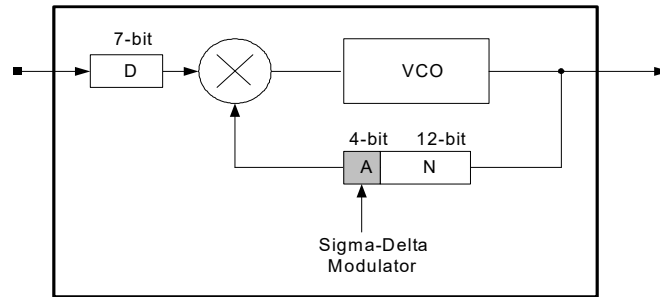 7-bit
D
VCO
4-bit 12-bit
A N
Sigma-Delta
Modulator